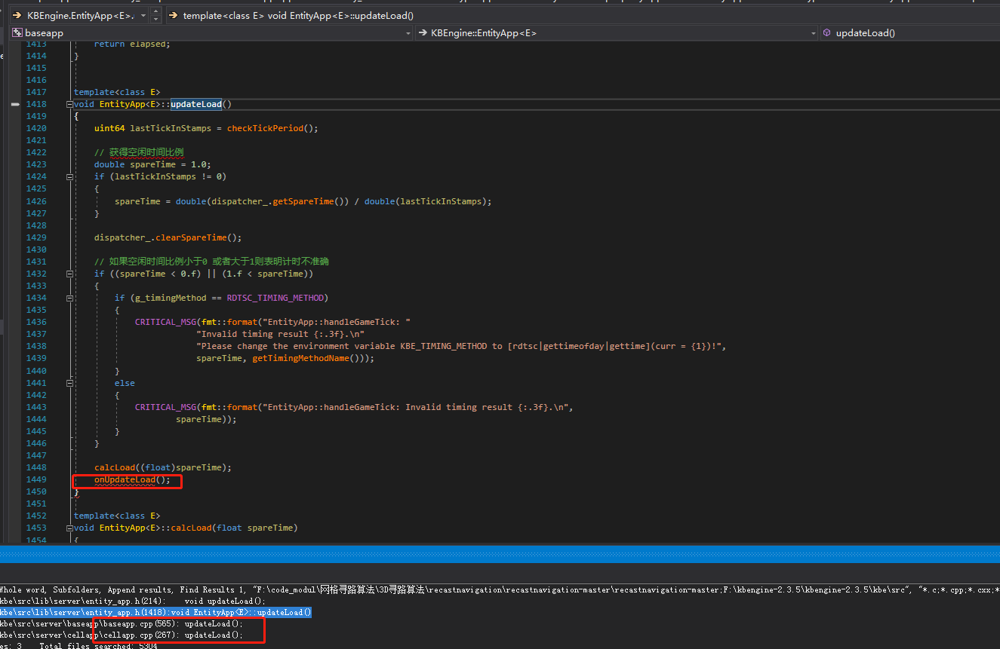 KBEngine.EntityApp<E>.
template<class E> void EntityApp<E>::updateLoad()
baseapp
KBEngine::EntityApp<E>
updateLoad()
1413 return elapsed;
1414 }
1415
1416
1417 template<class E>
1418 void EntityApp<E>::updateLoad()
1419 {
1420 uint64 lastTickInStamps = checkTickPeriod();
1421
1422 // 获得空闲时间比例
1423 double spareTime = 1.0;
1424 if (lastTickInStamps != 0)
1425 {
1426 spareTime = double(dispatcher_.getSpareTime()) / double(lastTickInStamps);
1427 }
1428
1429 dispatcher_.clearSpareTime();
1430
1431 // 如果空闲时间比例小于0 或者大于1则表明计时不准确
1432 if ((spareTime < 0.f) || (1.f < spareTime))
1433 {
1434 if (g_timingMethod == RDTSC_TIMING_METHOD)
1435 {
1436 CRITICAL_MSG(fmt::format("EntityApp::handleGameTick: "
1437 "Invalid timing result {:.3f}.\n"
1438 "Please change the environment variable KBE_TIMING_METHOD to [rdtsc|gettimeofday|gettime](curr = {1})!",
1439 spareTime, getTimingMethodName()));
1440 }
1441 else
1442 {
1443 CRITICAL_MSG(fmt::format("EntityApp::handleGameTick: Invalid timing result {:.3f}.\n",
1444 spareTime));
1445 }
1446 }
1447
1448 calcLoad((float)spareTime);
1449 onUpdateLoad();
1450 }
1451
1452 template<class E>
1453 void EntityApp<E>::calcLoad(float spareTime)
1454 {
Whole word, Subfolders, Append results, Find Results 1, "F:\code_modul\网格寻路算法\3D寻路算法\recastnavigation\recastnavigation-master\recastnavigation-master;F:\kbengine-2.3.5\kbengine-2.3.5\kbe\src", "*.c;*.cpp;*.cxx;*
kbe\src\lib\server\entity_app.h(214): void updateLoad();
kbe\src\lib\server\entity_app.h(1418):void EntityApp<E>::updateLoad()
kbe\src\server\baseapp\baseapp.cpp(565): updateLoad();
kbe\src\server\cellapp\cellapp.cpp(267): updateLoad();
es: 3 Total files searched: 5304